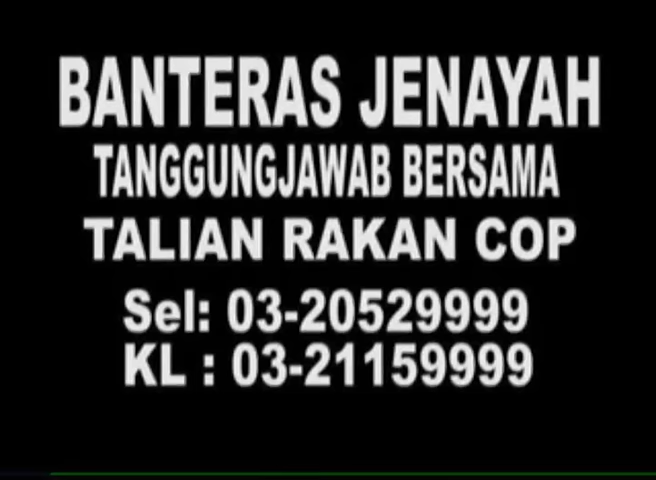 BANTERAS JENAYAH
TANGGUNGJAWAB BERSAMA
TALIAN RAKAN COP
Sel: 03-20529999
KL : 03-21159999